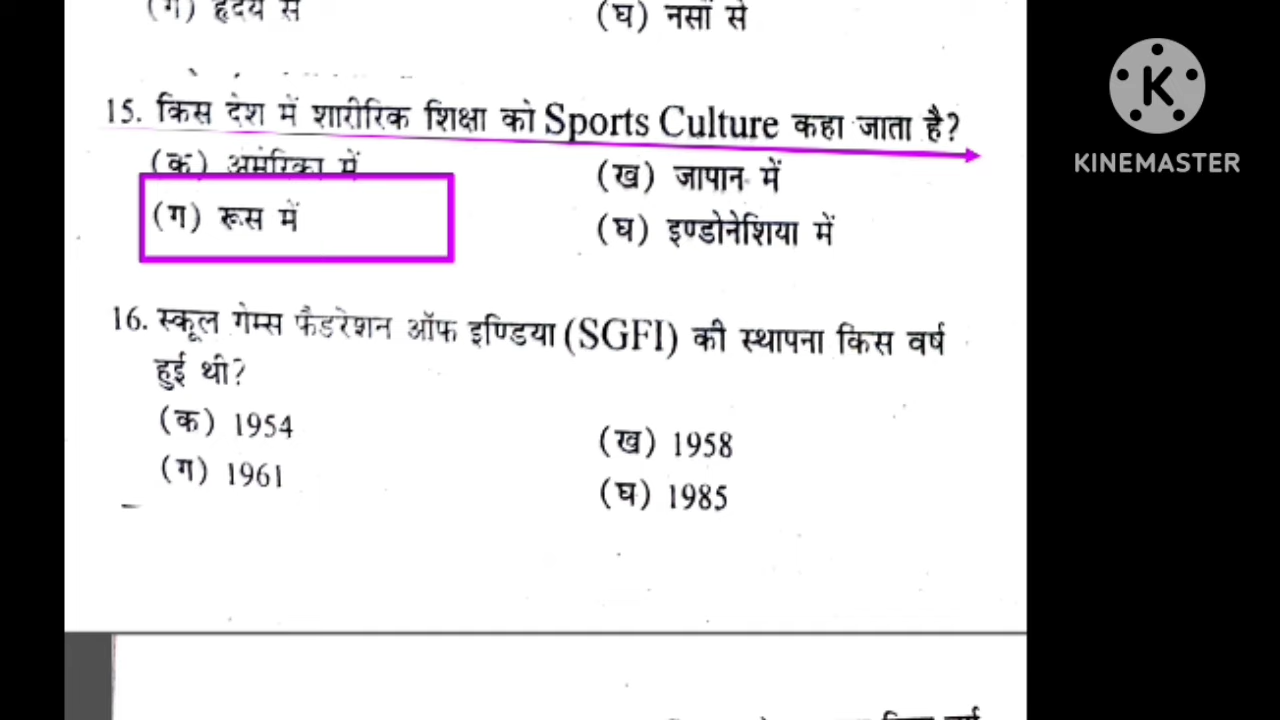 (ग) हृदय से (घ) नसों से
15. किस देश में शारीरिक शिक्षा को Sports Culture कहा जाता है?
(क) अमेरिका में (ख) जापान में
(ग) रूस में (घ) इण्डोनेशिया में
16. स्कूल गेम्स फैडरेशन ऑफ इण्डिया (SGFI) की स्थापना किस वर्ष
हुई थी?
(क) 1954 (ख) 1958
(ग) 1961 (घ) 1985
K
KINEMASTER